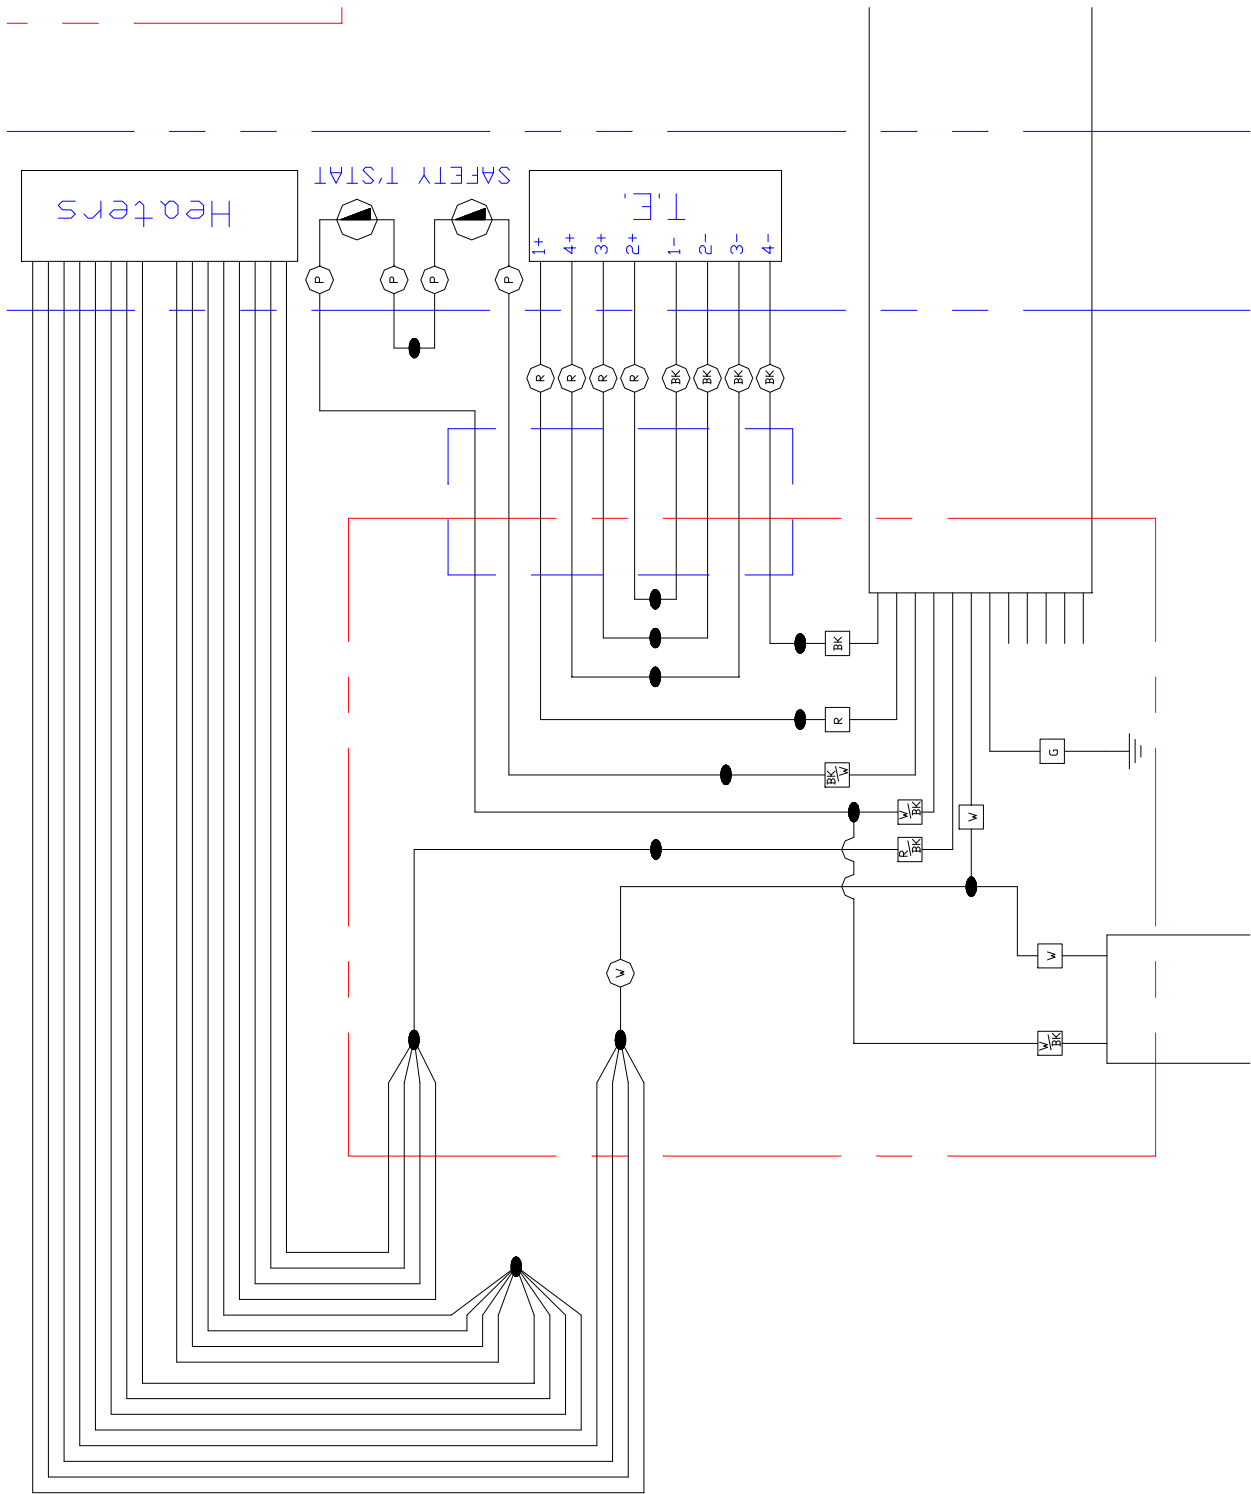 SAFETY T'STAT
Heaters
T.E.
1+ 4+ 3+ 2+ 1- 2- 3- 4-
P P P P
R R R R BK BK BK BK
BK
R
G
BK/W
W/BK
W
R/BK
W
W
W/BK